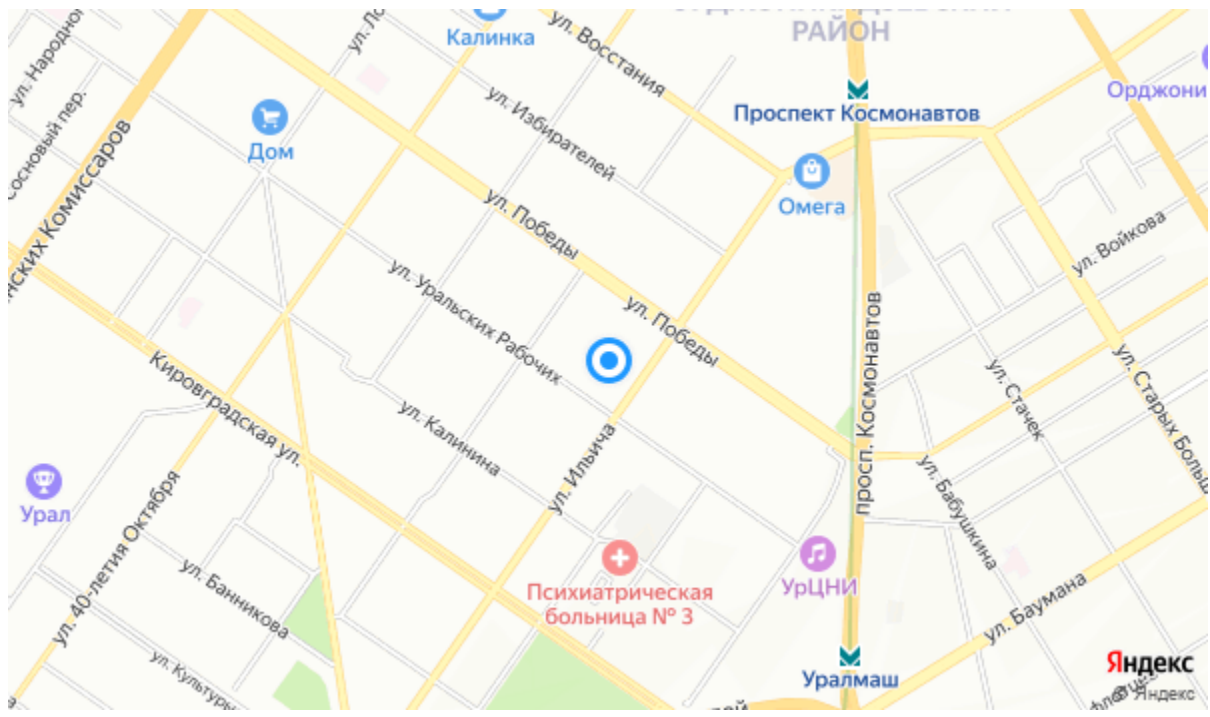 РАЙОН
Калинка
ул. Восстания
ул. Народно
Проспект Космонавтов
Орджони
Сосновый пер.
ул. Избирателей
Дом
Омега
нских Комиссаров
ул. Победы
ул. Войкова
ул. Уральских Рабочих
ул. Победы
просп. Космонавтов
ул. Стачек
ул. Старых Больш
Кировградская ул.
ул. Калинина
ул. Ильича
Урал
ул. 40-летия Октября
ул. Бабушкина
ул. Банникова
Психиатрическая
больница № 3
УрЦНИ
ул. Баумана
ул. Культуры
Уралмаш
Яндекс
© Яндекс